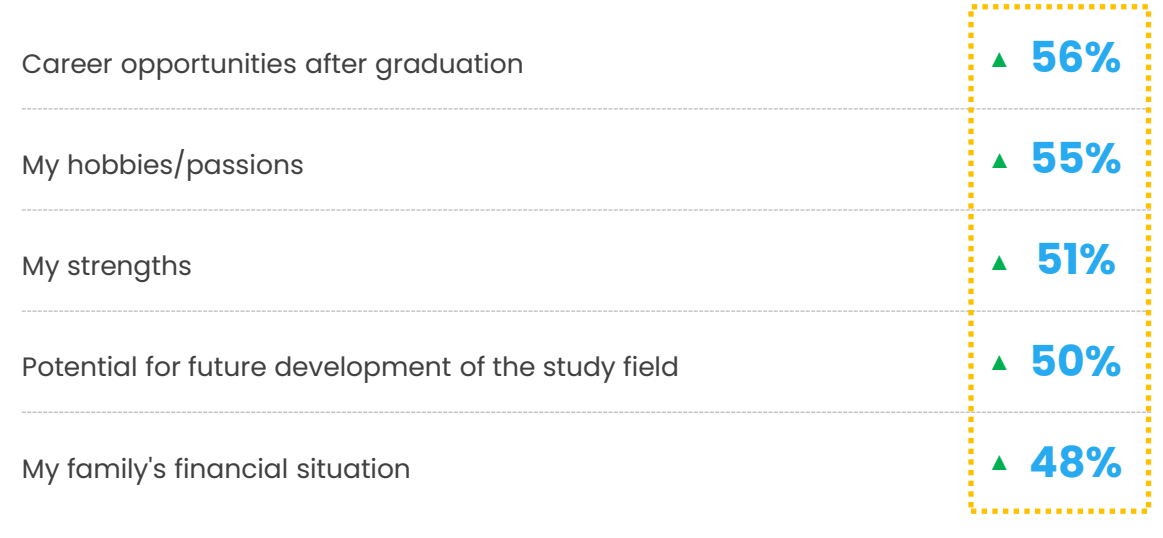 Career opportunities after graduation ▲ 56%
My hobbies/passions ▲ 55%
My strengths ▲ 51%
Potential for future development of the study field ▲ 50%
My family's financial situation ▲ 48%